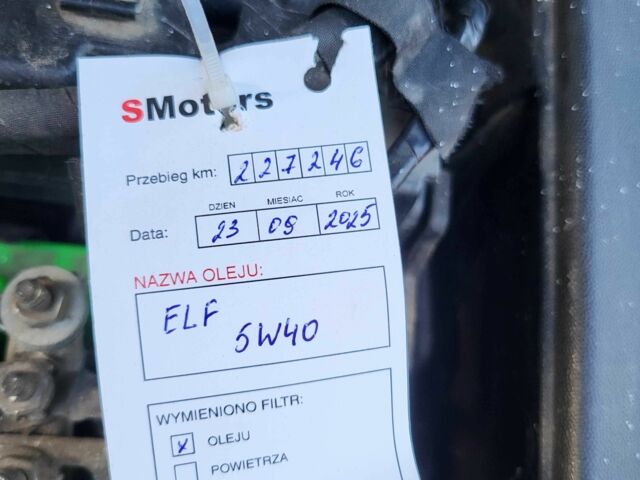 SMotors
Przebieg km: 227246
DZIEŃ MIESIĄC ROK
Data: 23 09 2025
NAZWA OLEJU:
ELF
5W40
WYMIENIONO FILTR:
x OLEJU
POWIETRZA